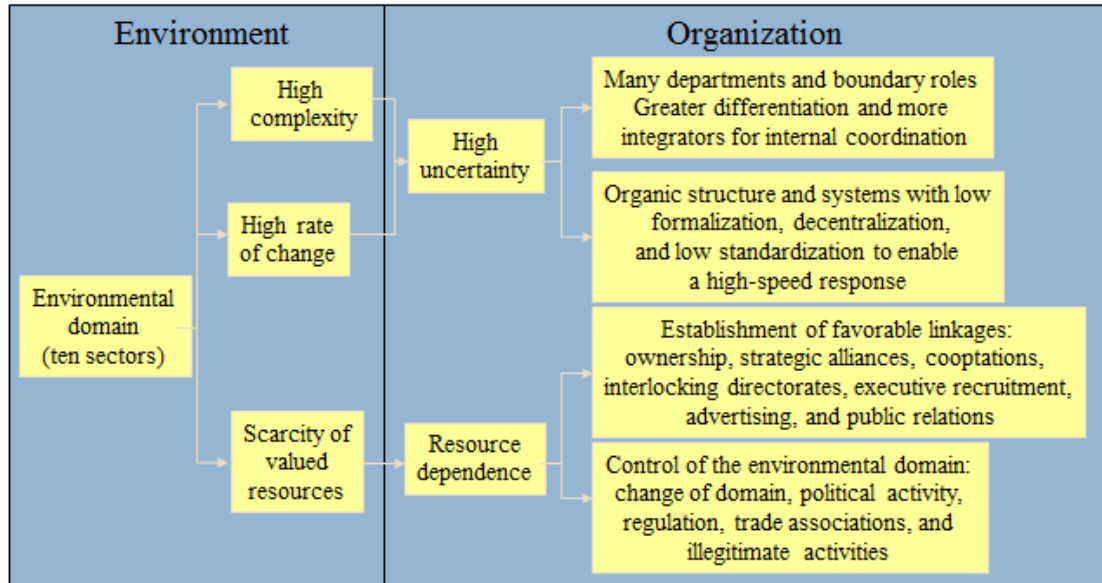 Environment
Organization
High
complexity
High rate
of change
Environmental
domain
(ten sectors)
Scarcity of
valued
resources
High
uncertainty
Resource
dependence
Many departments and boundary roles
Greater differentiation and more
integrators for internal coordination
Organic structure and systems with low
formalization, decentralization,
and low standardization to enable
a high-speed response
Establishment of favorable linkages:
ownership, strategic alliances, cooptations,
interlocking directorates, executive recruitment,
advertising, and public relations
Control of the environmental domain:
change of domain, political activity,
regulation, trade associations, and
illegitimate activities